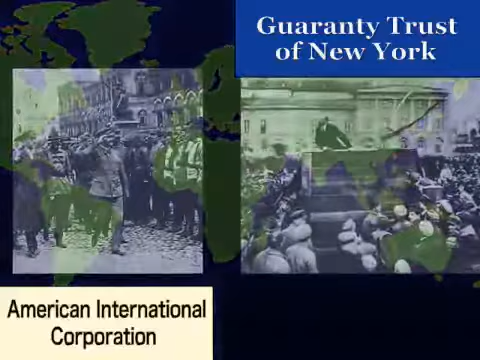 Guaranty Trust
of New York
American International
Corporation